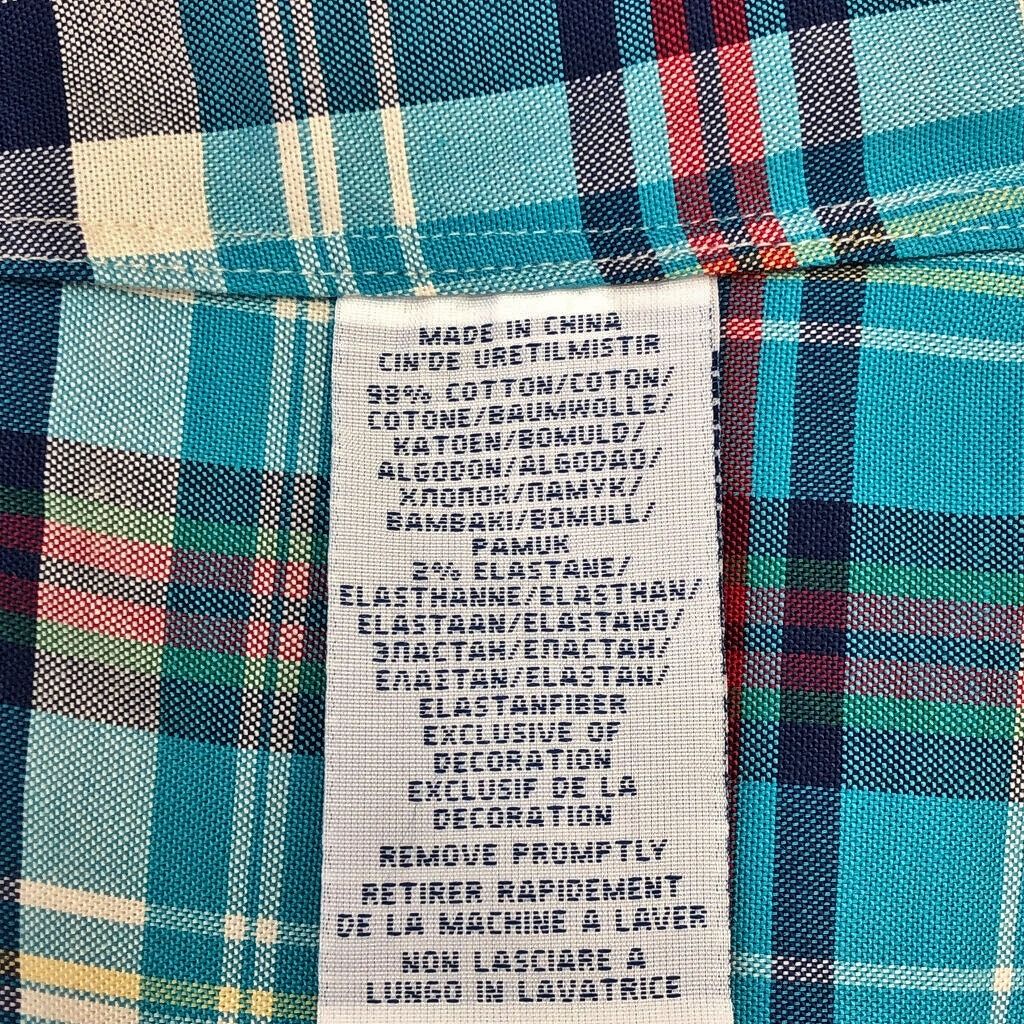 MADE IN CHINA
CIN'DE URETILMISTIR
98% COTTON/COTON/
COTONE/BAUMWOLLE/
KATOEN/BOMULD/
ALGODON/ALGODAO/
ХЛОПОК/ПАМУК/
BAMBAKI/BOMULL/
PAMUK
2% ELASTANE/
ELASTHANNE/ELASTHAN/
ELASTAAN/ELASTANO/
ЭЛАСТАН/ЕЛАСТАН/
ΕΛΑΣΤΑΝ/ELASTAN/
ELASTANFIBER
EXCLUSIVE OF
DECORATION
EXCLUSIF DE LA
DECORATION
REMOVE PROMPTLY
RETIRER RAPIDEMENT
DE LA MACHINE A LAVER
NON LASCIARE A
LUNGO IN LAVATRICE